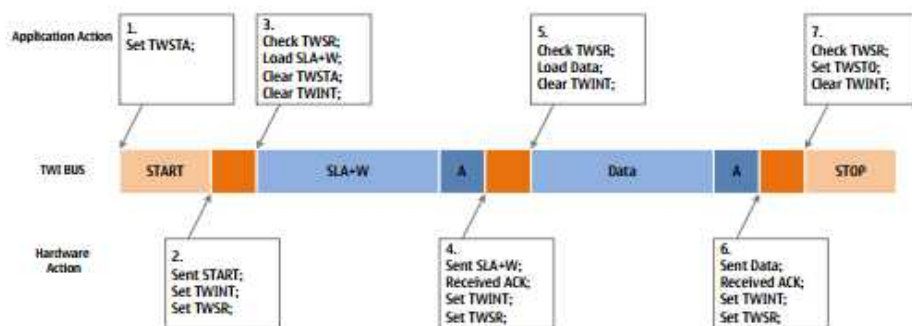 Application Action
1.
Set TWSTA;
3.
Check TWSR;
Load SLA+W;
Clear TWSTA;
Clear TWINT;
5.
Check TWSR;
Load Data;
Clear TWINT;
7.
Check TWSR;
Set TWSTO;
Clear TWINT;
TWI BUS
START
SLA+W
A
Data
A
STOP
Hardware
Action
2.
Sent START;
Set TWINT;
Set TWSR;
4.
Sent SLA+W;
Received ACK;
Set TWINT;
Set TWSR;
6.
Sent Data;
Received ACK;
Set TWINT;
Set TWSR;